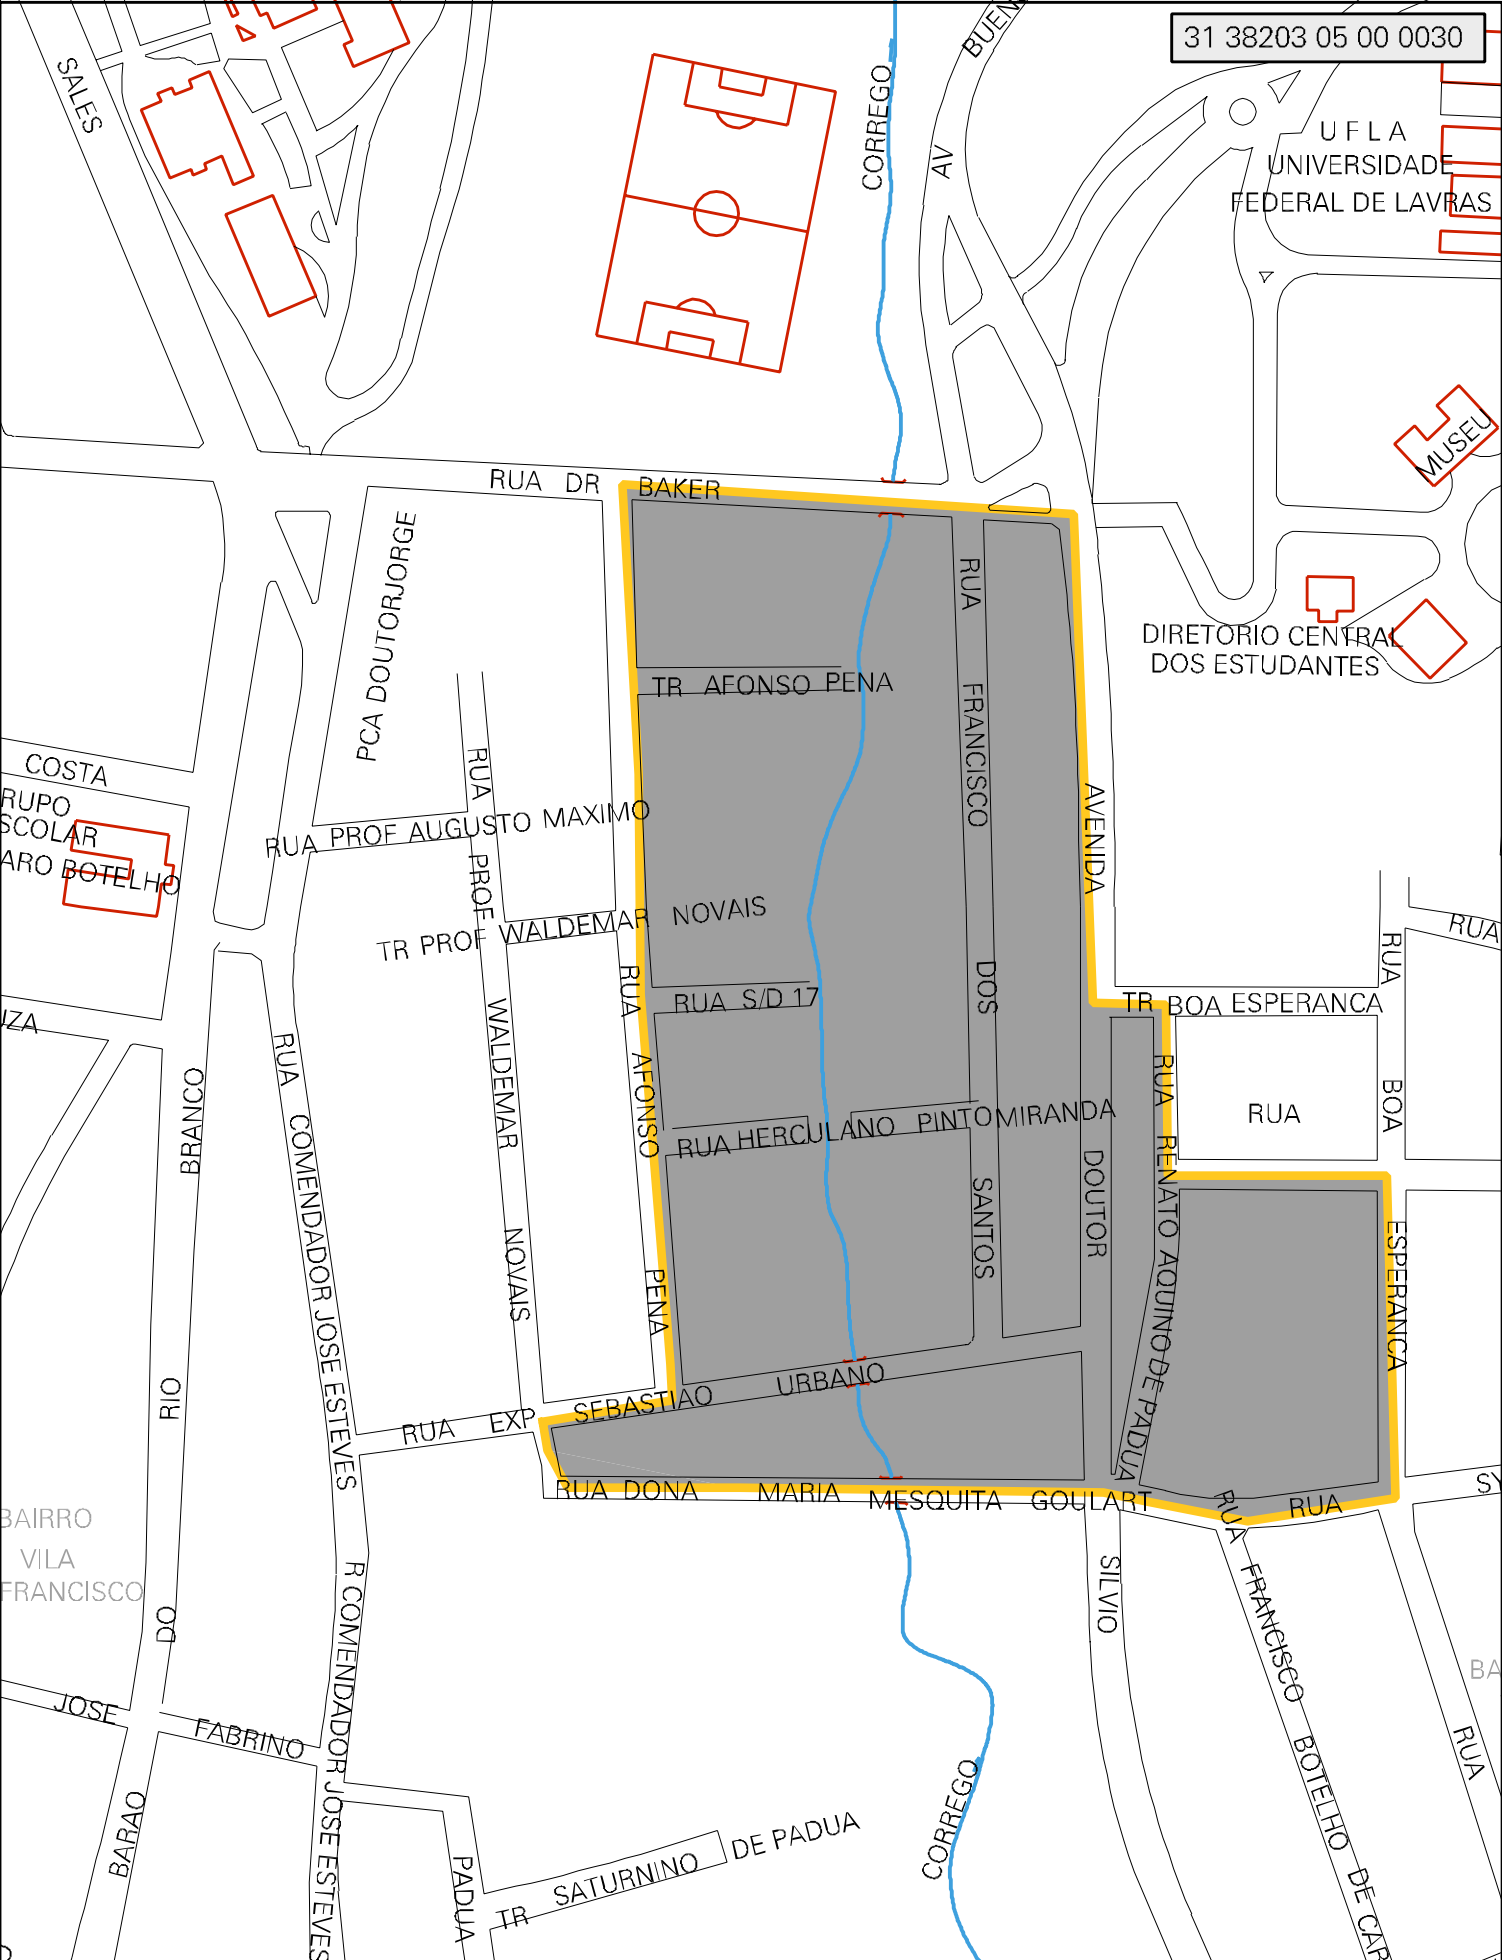 31 38203 05 00 0030
SALES
CORREGO
AV
BUEN
U F L A
UNIVERSIDADE
FEDERAL DE LAVRAS
MUSEU
RUA DR BAKER
PCA DOUTORJORGE
RUA
FRANCISCO
DOS
SANTOS
DIRETORIO CENTRAL
DOS ESTUDANTES
TR AFONSO PENA
COSTA
RUPO
SCOLAR
ARO BOTELHO
RUA PROF AUGUSTO MAXIMO
RUA
PROF
WALDEMAR
NOVAIS
TR PROF WALDEMAR NOVAIS
AVENIDA
DOUTOR
SILVIO
RUA
RUA
BOA
ESPERANCA
RUA S/D 17
TR BOA ESPERANCA
RUA
AFONSO
PENA
UZA
RUA COMENDADOR JOSE ESTEVES
BRANCO
RIO
DO
BARAO
RUA
RUA RENATO AQUINO DE PADUA
RUA HERCULANO PINTO MIRANDA
RUA EXP SEBASTIAO URBANO
RUA DONA MARIA MESQUITA GOULART
RUA
SY
BAIRRO
VILA
FRANCISCO
R COMENDADOR JOSE ESTEVES
RUA FRANCISCO BOTELHO DE CAR
BA
RUA
JOSE FABRINO
CORREGO
PADUA
TR SATURNINO DE PADUA